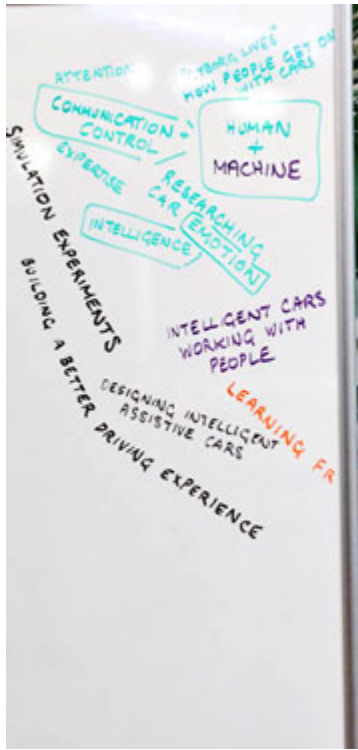 ATTENTION
"CYBORG LIVES"
HOW PEOPLE GET ON
WITH CARS
COMMUNICATION +
CONTROL
HUMAN
+
MACHINE
EXPERTISE
RESEARCHING
CAR EMOTION
INTELLIGENCE
SIMULATION EXPERIMENTS
BUILDING A BETTER DRIVING EXPERIENCE
INTELLIGENT CARS
WORKING WITH
PEOPLE
DESIGNING INTELLIGENT
ASSISTIVE CARS
LEARNING FR